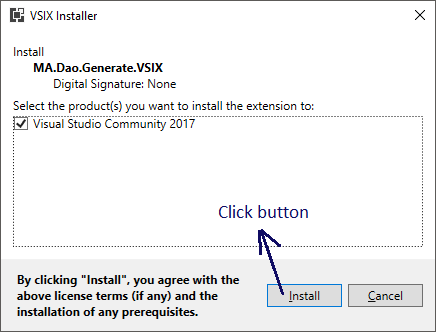 VSIX Installer
Install
MA.Dao.Generate.VSIX
Digital Signature: None
Select the product(s) you want to install the extension to:
Visual Studio Community 2017
Click button
By clicking "Install", you agree with the
above license terms (if any) and the
installation of any prerequisites.
Install
Cancel